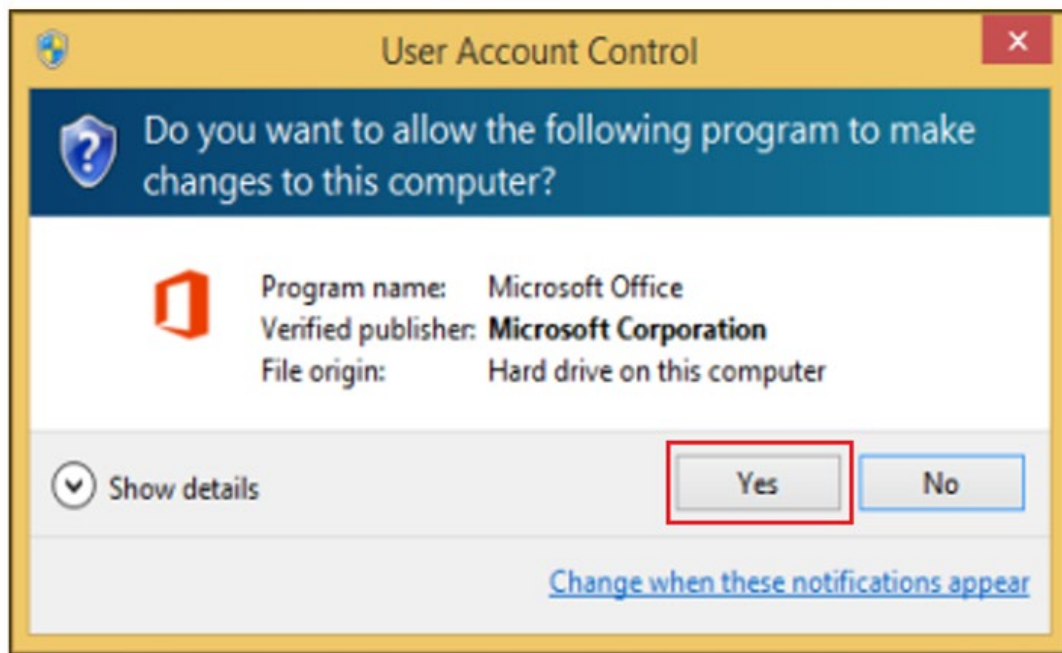 User Account Control
Do you want to allow the following program to make
changes to this computer?
Program name: Microsoft Office
Verified publisher: Microsoft Corporation
File origin: Hard drive on this computer
Show details
Yes
No
Change when these notifications appear